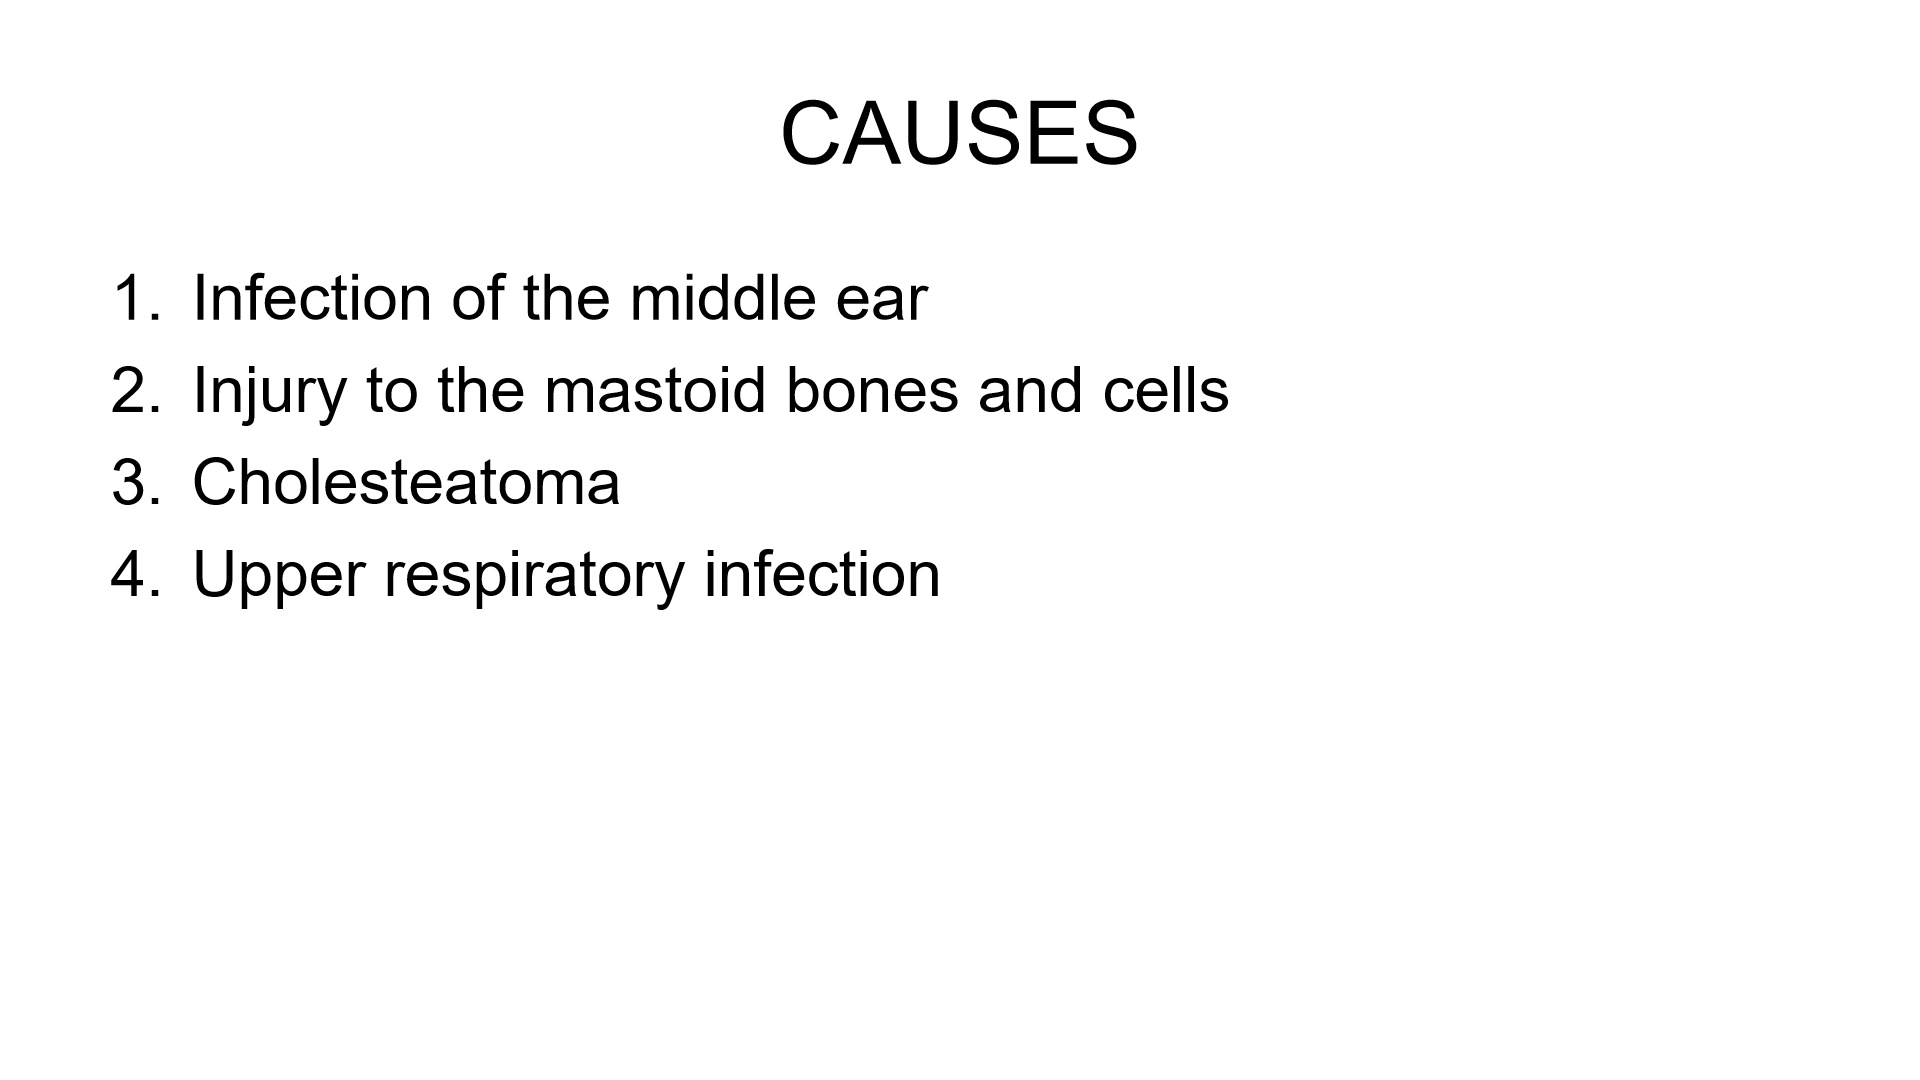 CAUSES
1. Infection of the middle ear
2. Injury to the mastoid bones and cells
3. Cholesteatoma
4. Upper respiratory infection